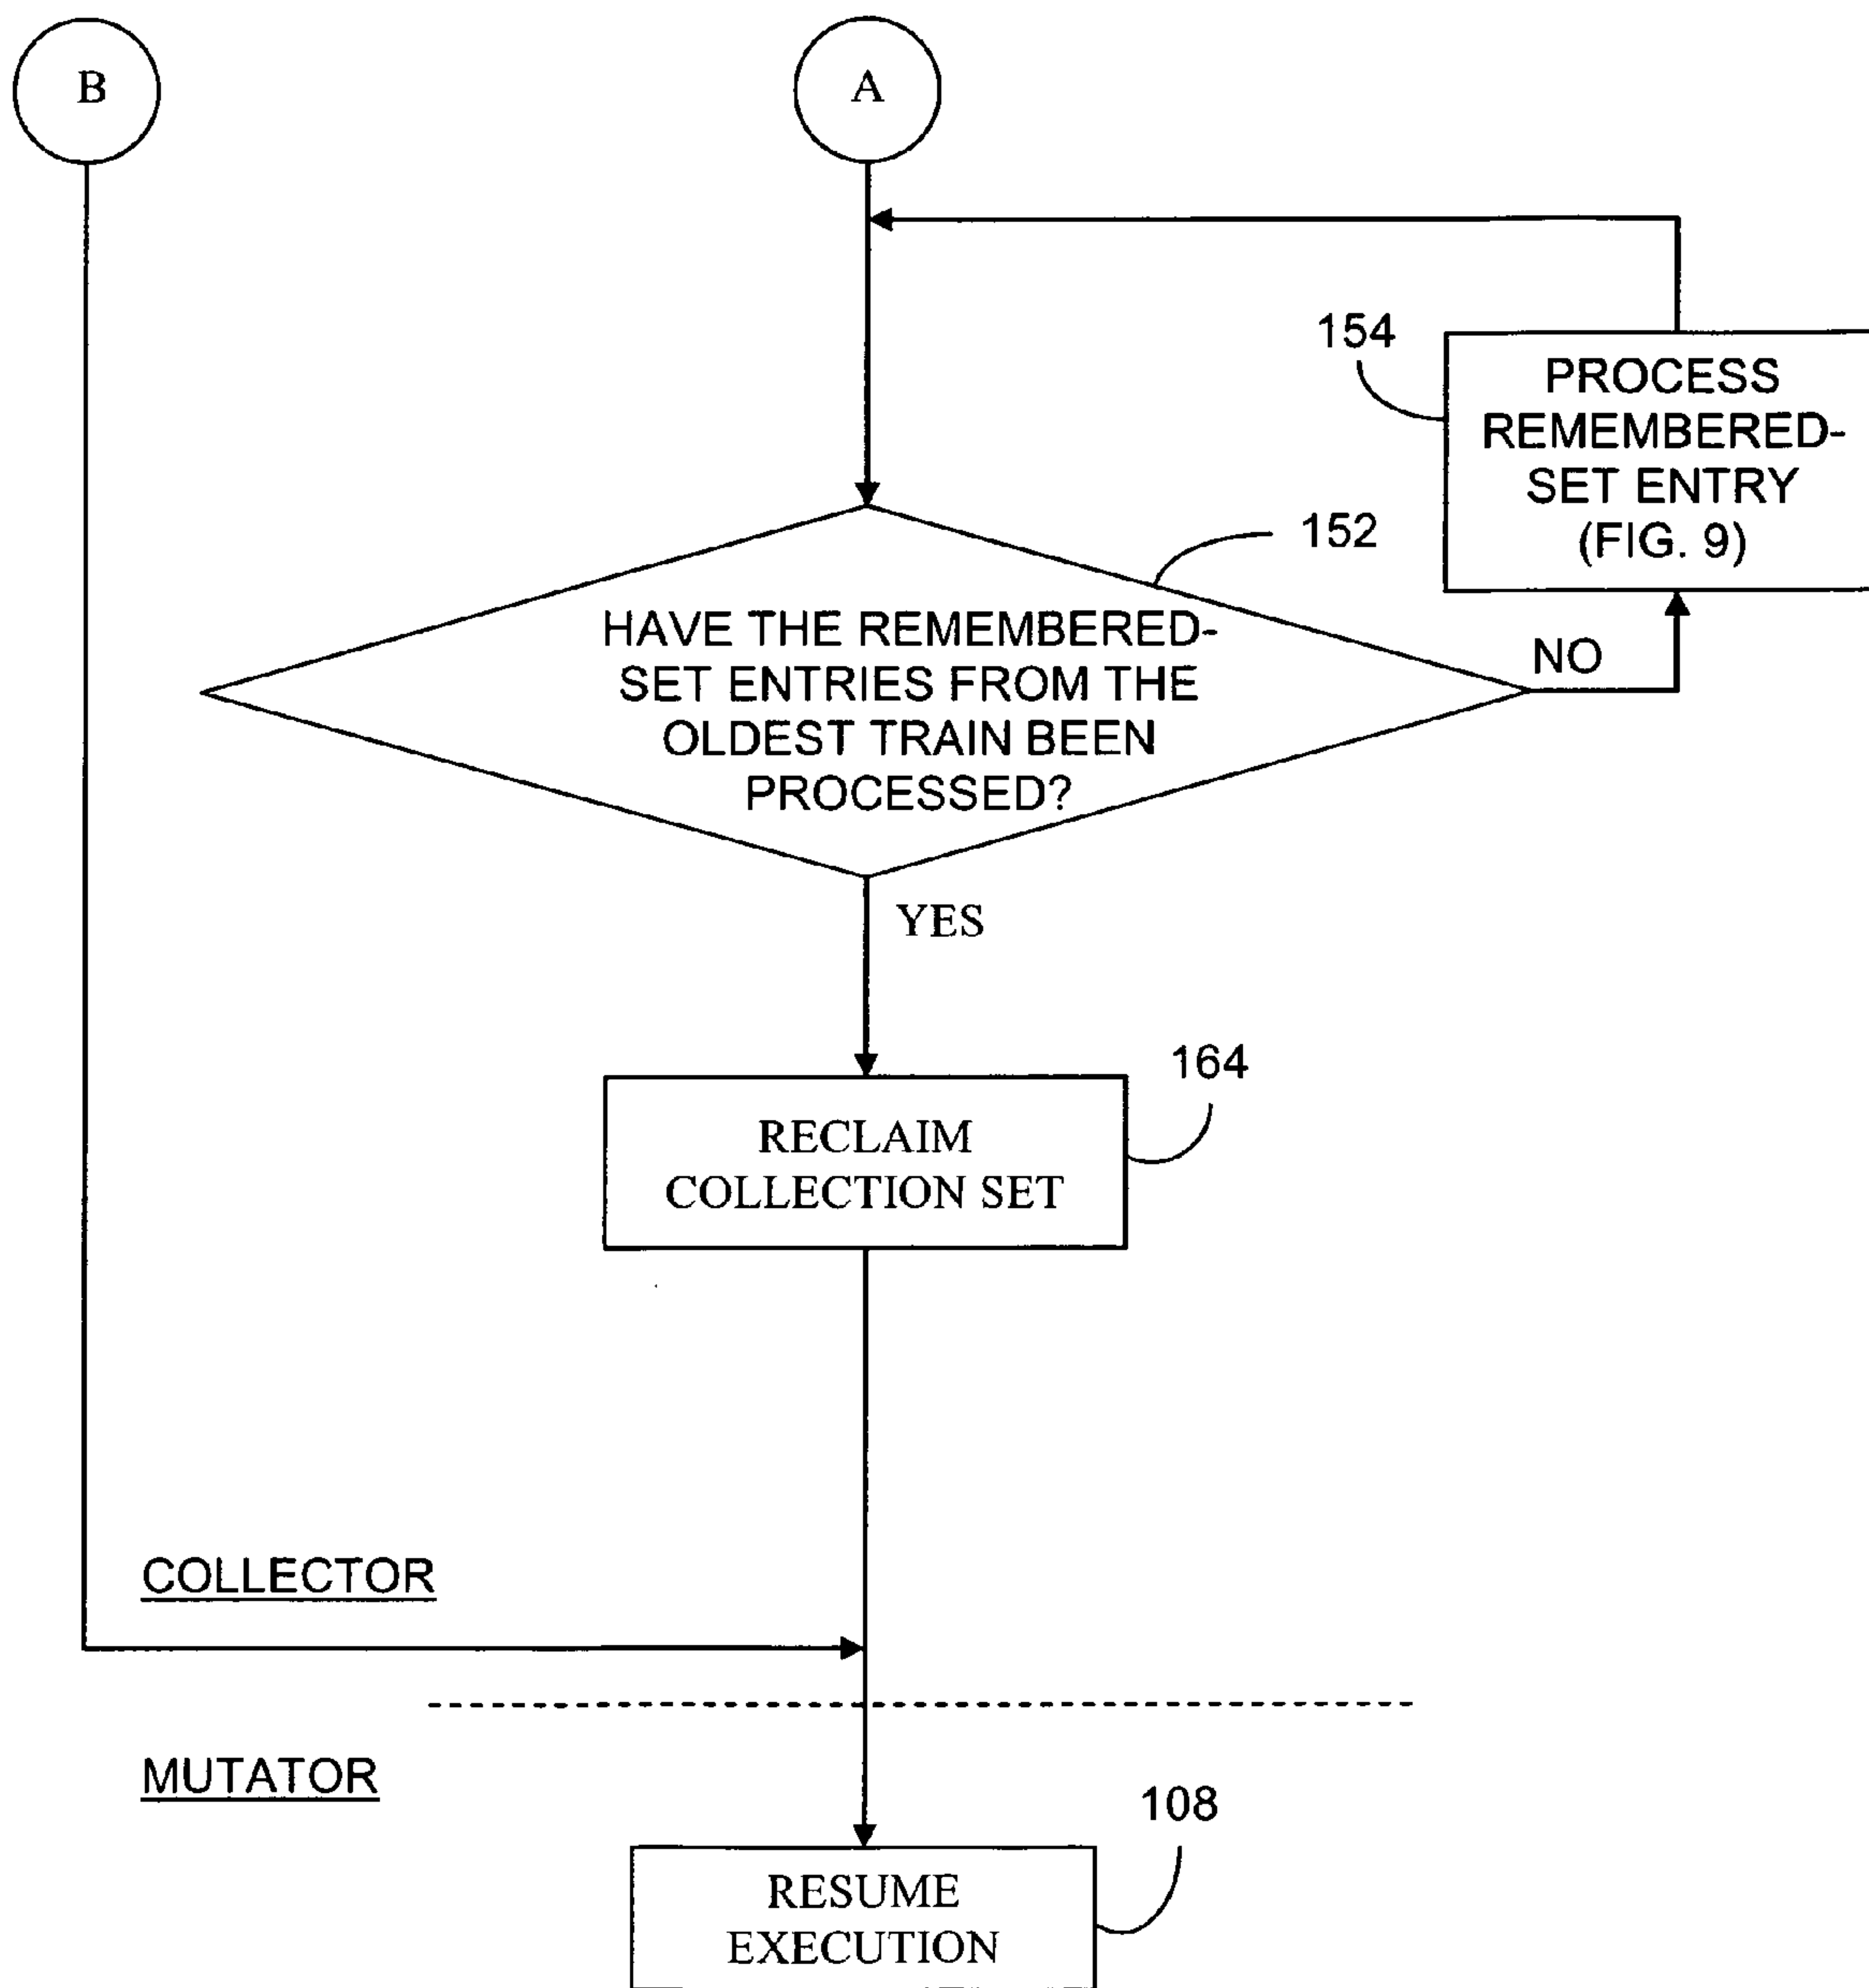 B
A
154
PROCESS
REMEMBERED-
SET ENTRY
(FIG. 9)
152
HAVE THE REMEMBERED-
SET ENTRIES FROM THE
OLDEST TRAIN BEEN
PROCESSED?
NO
YES
164
RECLAIM
COLLECTION SET
COLLECTOR
MUTATOR
108
RESUME
EXECUTION